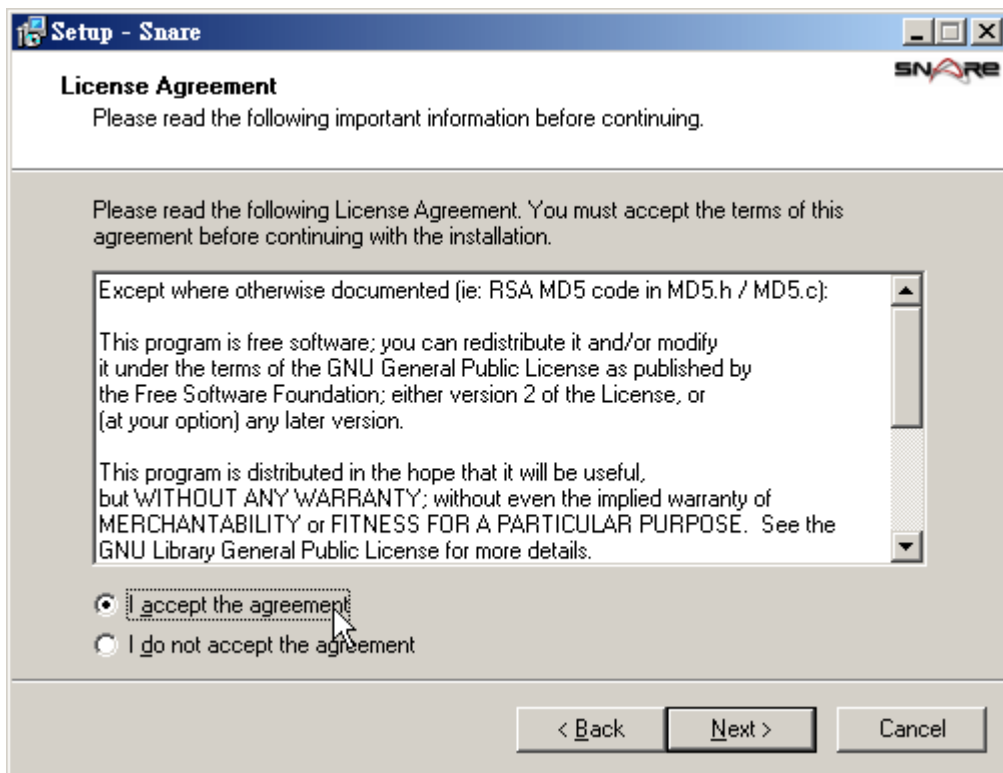 Setup - Snare
SNARe
License Agreement
Please read the following important information before continuing.
Please read the following License Agreement. You must accept the terms of this
agreement before continuing with the installation.
Except where otherwise documented (ie: RSA MD5 code in MD5.h / MD5.c):
This program is free software; you can redistribute it and/or modify
it under the terms of the GNU General Public License as published by
the Free Software Foundation; either version 2 of the License, or
(at your option) any later version.
This program is distributed in the hope that it will be useful,
but WITHOUT ANY WARRANTY; without even the implied warranty of
MERCHANTABILITY or FITNESS FOR A PARTICULAR PURPOSE.  See the
GNU Library General Public License for more details.
I accept the agreement
I do not accept the agreement
< Back
Next >
Cancel